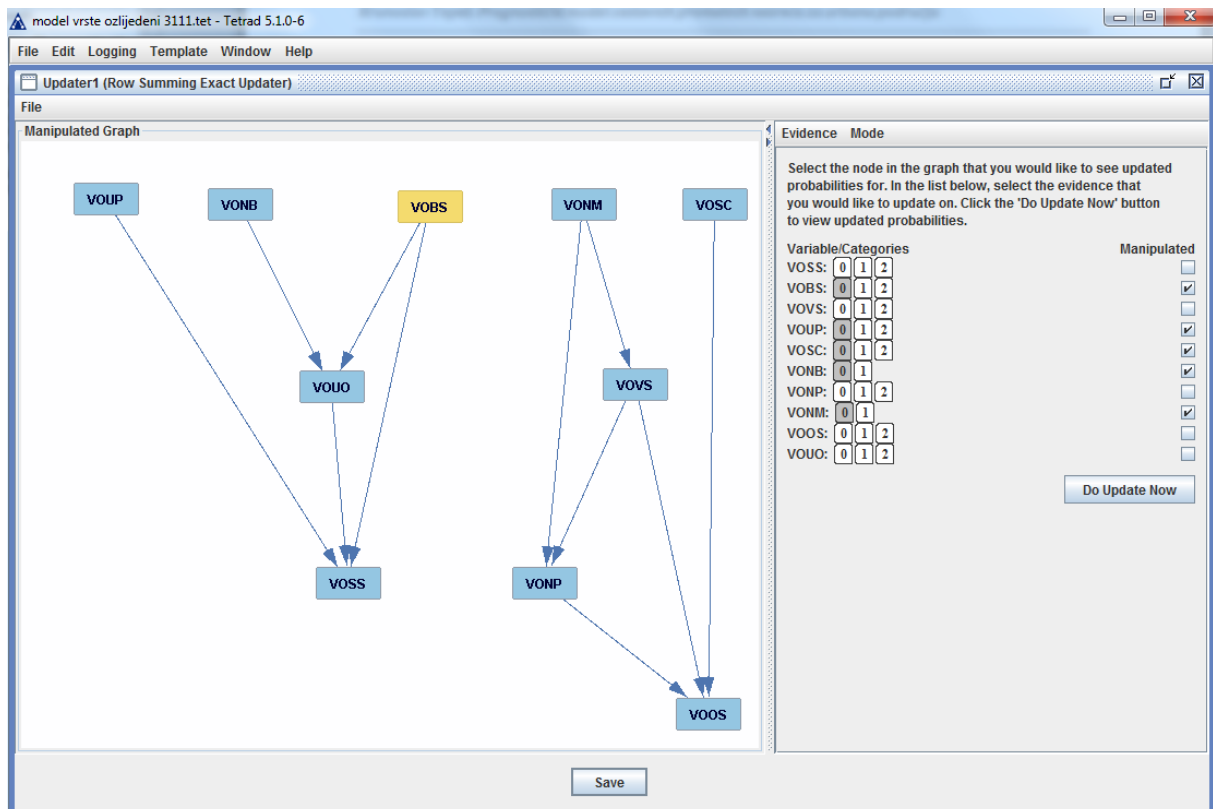 model vrste ozlijeđeni 3111.tet - Tetrad 5.1.0-6
File Edit Logging Template Window Help
Updater1 (Row Summing Exact Updater)
File
Manipulated Graph
VOUP
VONB
VOBS
VONM
VOSC
VOUO
VOVS
VOSS
VONP
VOOS
Evidence Mode
Select the node in the graph that you would like to see updated
probabilities for. In the list below, select the evidence that
you would like to update on. Click the 'Do Update Now' button
to view updated probabilities.
Variable/Categories Manipulated
VOSS: 0 1 2
VOBS: 0 1 2
VOVS: 0 1 2
VOUP: 0 1 2
VOSC: 0 1 2
VONB: 0 1
VONP: 0 1 2
VONM: 0 1
VOOS: 0 1 2
VOUO: 0 1 2
Do Update Now
Save